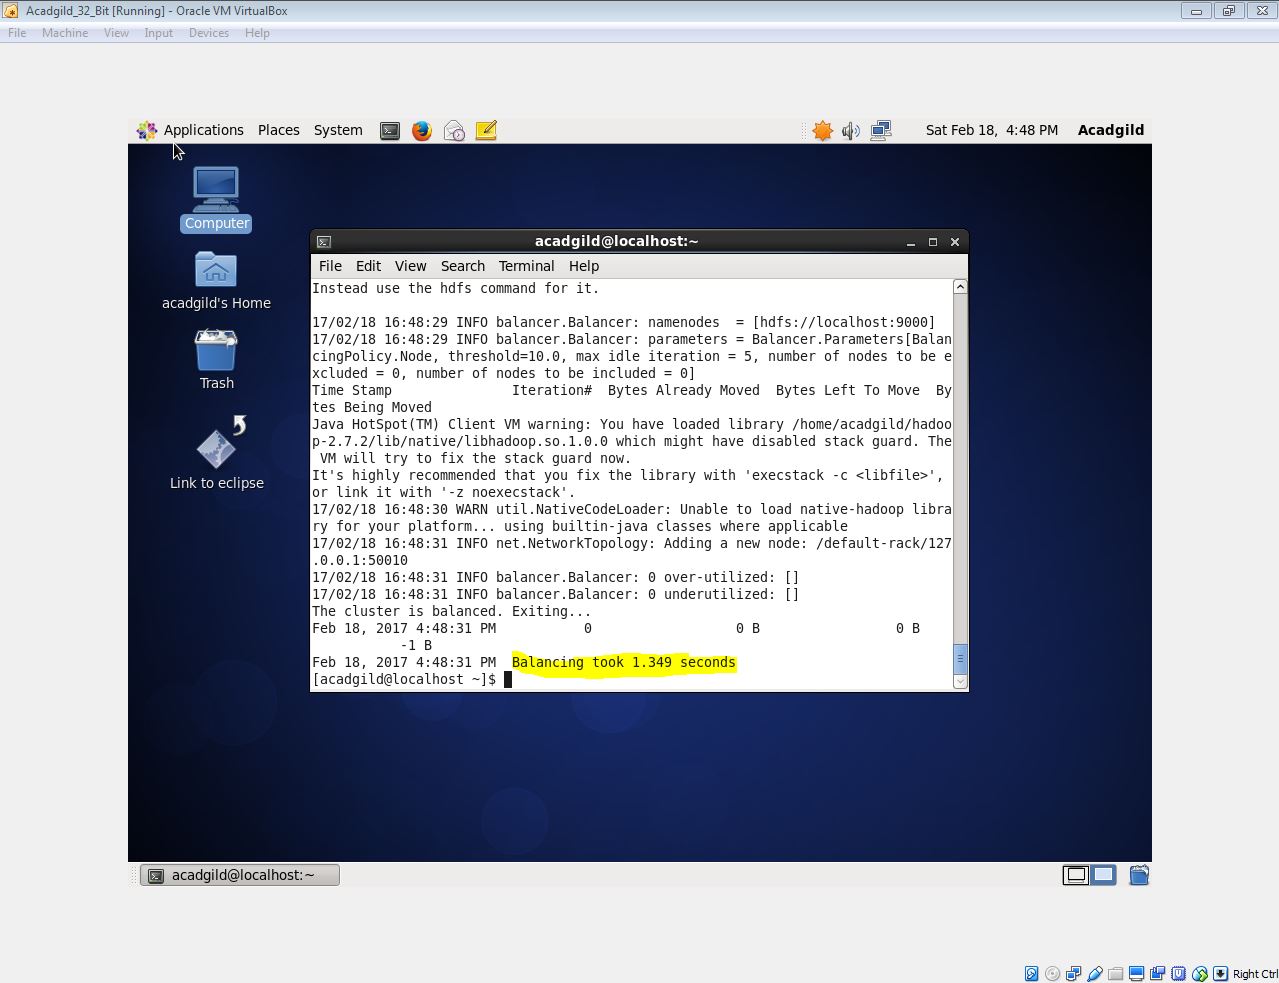 Acadgild_32_Bit [Running] - Oracle VM VirtualBox
File Machine View Input Devices Help
Applications Places System Sat Feb 18, 4:48 PM Acadgild
Computer
acadgild's Home
Trash
Link to eclipse
acadgild@localhost:~
File Edit View Search Terminal Help
Instead use the hdfs command for it.
17/02/18 16:48:29 INFO balancer.Balancer: namenodes  = [hdfs://localhost:9000]
17/02/18 16:48:29 INFO balancer.Balancer: parameters = Balancer.Parameters[Balan
cingPolicy.Node, threshold=10.0, max idle iteration = 5, number of nodes to be e
xcluded = 0, number of nodes to be included = 0]
Time Stamp               Iteration#  Bytes Already Moved  Bytes Left To Move  By
tes Being Moved
Java HotSpot(TM) Client VM warning: You have loaded library /home/acadgild/hadoo
p-2.7.2/lib/native/libhadoop.so.1.0.0 which might have disabled stack guard. The
 VM will try to fix the stack guard now.
It's highly recommended that you fix the library with 'execstack -c <libfile>',
or link it with '-z noexecstack'.
17/02/18 16:48:30 WARN util.NativeCodeLoader: Unable to load native-hadoop libra
ry for your platform... using builtin-java classes where applicable
17/02/18 16:48:31 INFO net.NetworkTopology: Adding a new node: /default-rack/127
.0.0.1:50010
17/02/18 16:48:31 INFO balancer.Balancer: 0 over-utilized: []
17/02/18 16:48:31 INFO balancer.Balancer: 0 underutilized: []
The cluster is balanced. Exiting...
Feb 18, 2017 4:48:31 PM           0                  0 B                 0 B
           -1 B
Feb 18, 2017 4:48:31 PM  Balancing took 1.349 seconds
[acadgild@localhost ~]$
acadgild@localhost:~
Right Ctrl